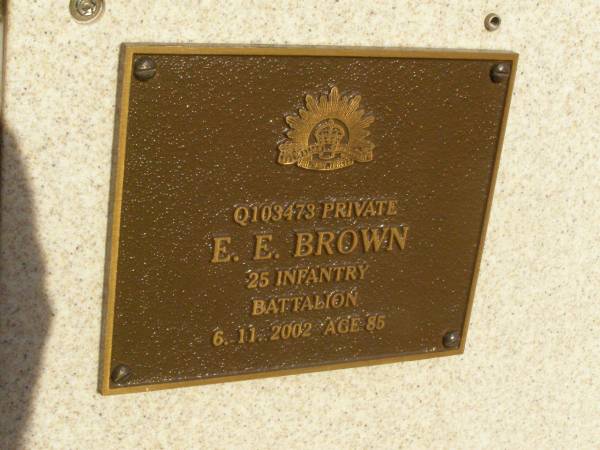 Q103473 PRIVATE
E. E. BROWN
25 INFANTRY
BATTALION
6. 11. 2002 AGE 85